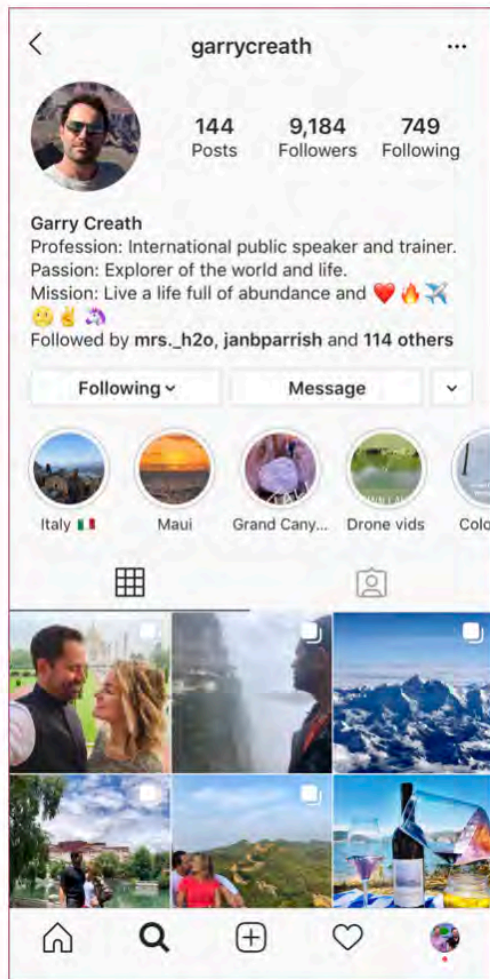 garrycreath
144 9,184 749
Posts Followers Following
Garry Creath
Profession: International public speaker and trainer.
Passion: Explorer of the world and life.
Mission: Live a life full of abundance and ❤️🔥✈️
🌝✌️🦄
Followed by mrs._h2o, janbparrish and 114 others
Following Message
Italy 🇮🇹 Maui Grand Cany... Drone vids Colo